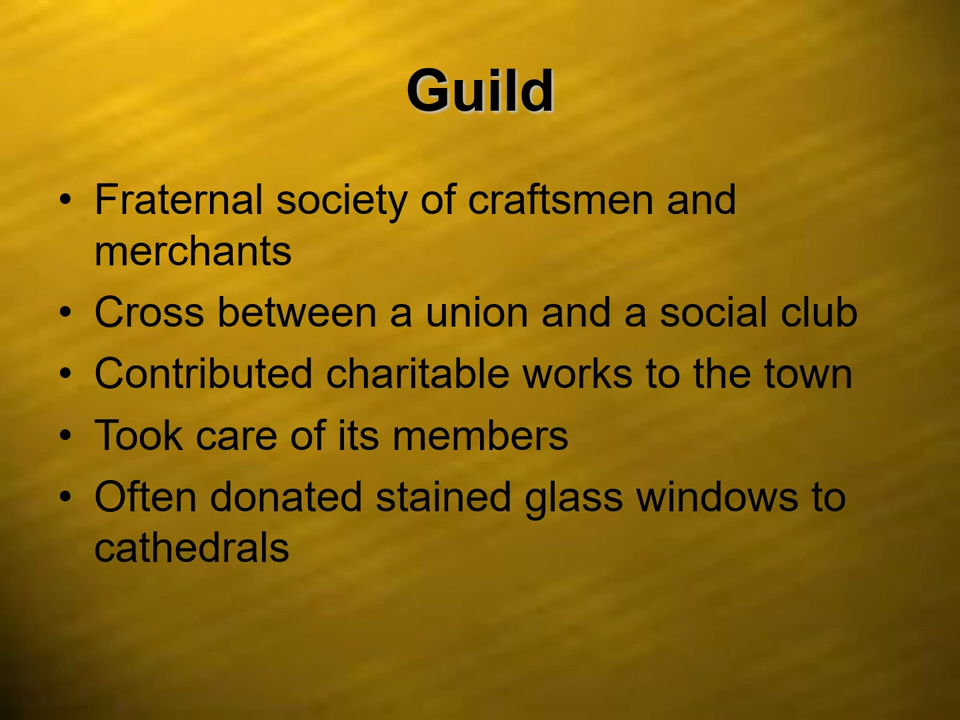 Guild
• Fraternal society of craftsmen and
merchants
• Cross between a union and a social club
• Contributed charitable works to the town
• Took care of its members
• Often donated stained glass windows to
cathedrals